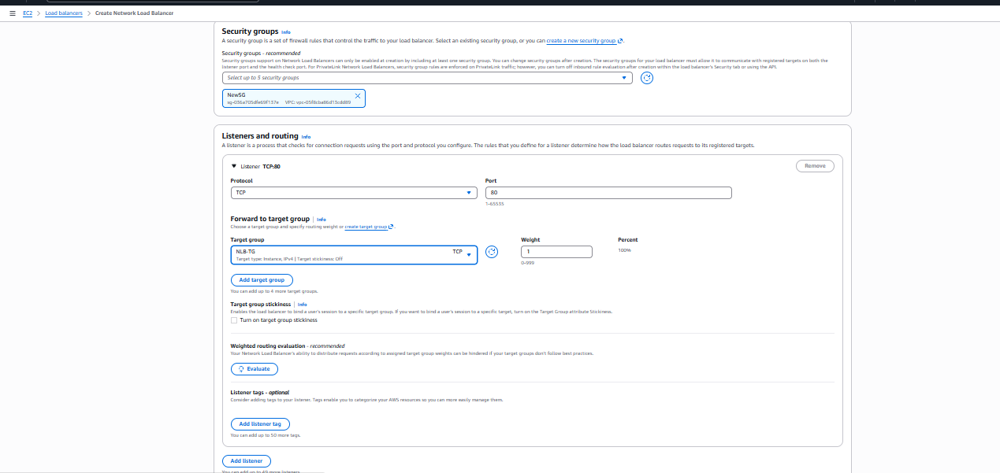 EC2 > Load balancers > Create Network Load Balancer
Security groups Info
A security group is a set of firewall rules that control the traffic to your load balancer. Select an existing security group, or you can create a new security group.
Security groups - recommended
Security groups support on Network Load Balancers can only be enabled at creation by including at least one security group. You can change security groups after creation. The security groups for your load balancer must allow it to communicate with registered targets on both the
listener port and the health check port. For PrivateLink Network Load Balancers, security group rules are enforced on PrivateLink traffic; however, you can turn off inbound rule evaluation after creation within the load balancer's Security tab or using the API.
Select up to 5 security groups
NewSG
sg-036a705dfe69f137e VPC: vpc-05f8cba86d13cdd89
Listeners and routing Info
A listener is a process that checks for connection requests using the port and protocol you configure. The rules that you define for a listener determine how the load balancer routes requests to its registered targets.
Listener TCP:80
Remove
Protocol
Port
TCP
80
1-65535
Forward to target group | Info
Choose a target group and specify routing weight or create target group.
Target group
Weight
Percent
NLB-TG TCP
Target type: Instance, IPv4 | Target stickiness: Off
1
100%
0-999
Add target group
You can add up to 4 more target groups.
Target group stickiness | Info
Enables the load balancer to bind a user's session to a specific target group. If you want to bind a user's session to a specific target, turn on the Target Group attribute Stickiness.
Turn on target group stickiness
Weighted routing evaluation - recommended
Your Network Load Balancer's ability to distribute requests according to assigned target group weights can be hindered if your target groups don't follow best practices.
Evaluate
Listener tags - optional
Consider adding tags to your listener. Tags enable you to categorize your AWS resources so you can more easily manage them.
Add listener tag
You can add up to 50 more tags.
Add listener
You can add up to 49 more listeners.